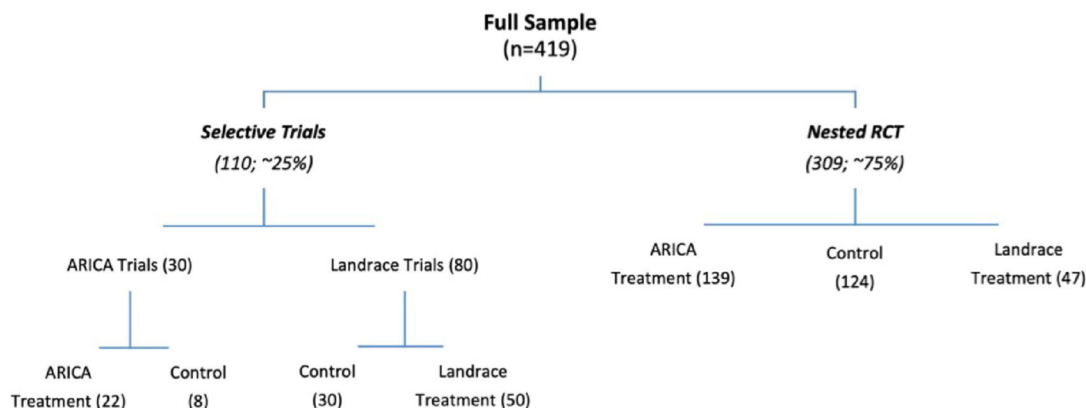 Full Sample
(n=419)
Selective Trials
(110; ~25%)
Nested RCT
(309; ~75%)
ARICA Trials (30)
Landrace Trials (80)
ARICA
Treatment (139)
Control
(124)
Landrace
Treatment (47)
ARICA
Treatment (22)
Control
(8)
Control
(30)
Landrace
Treatment (50)